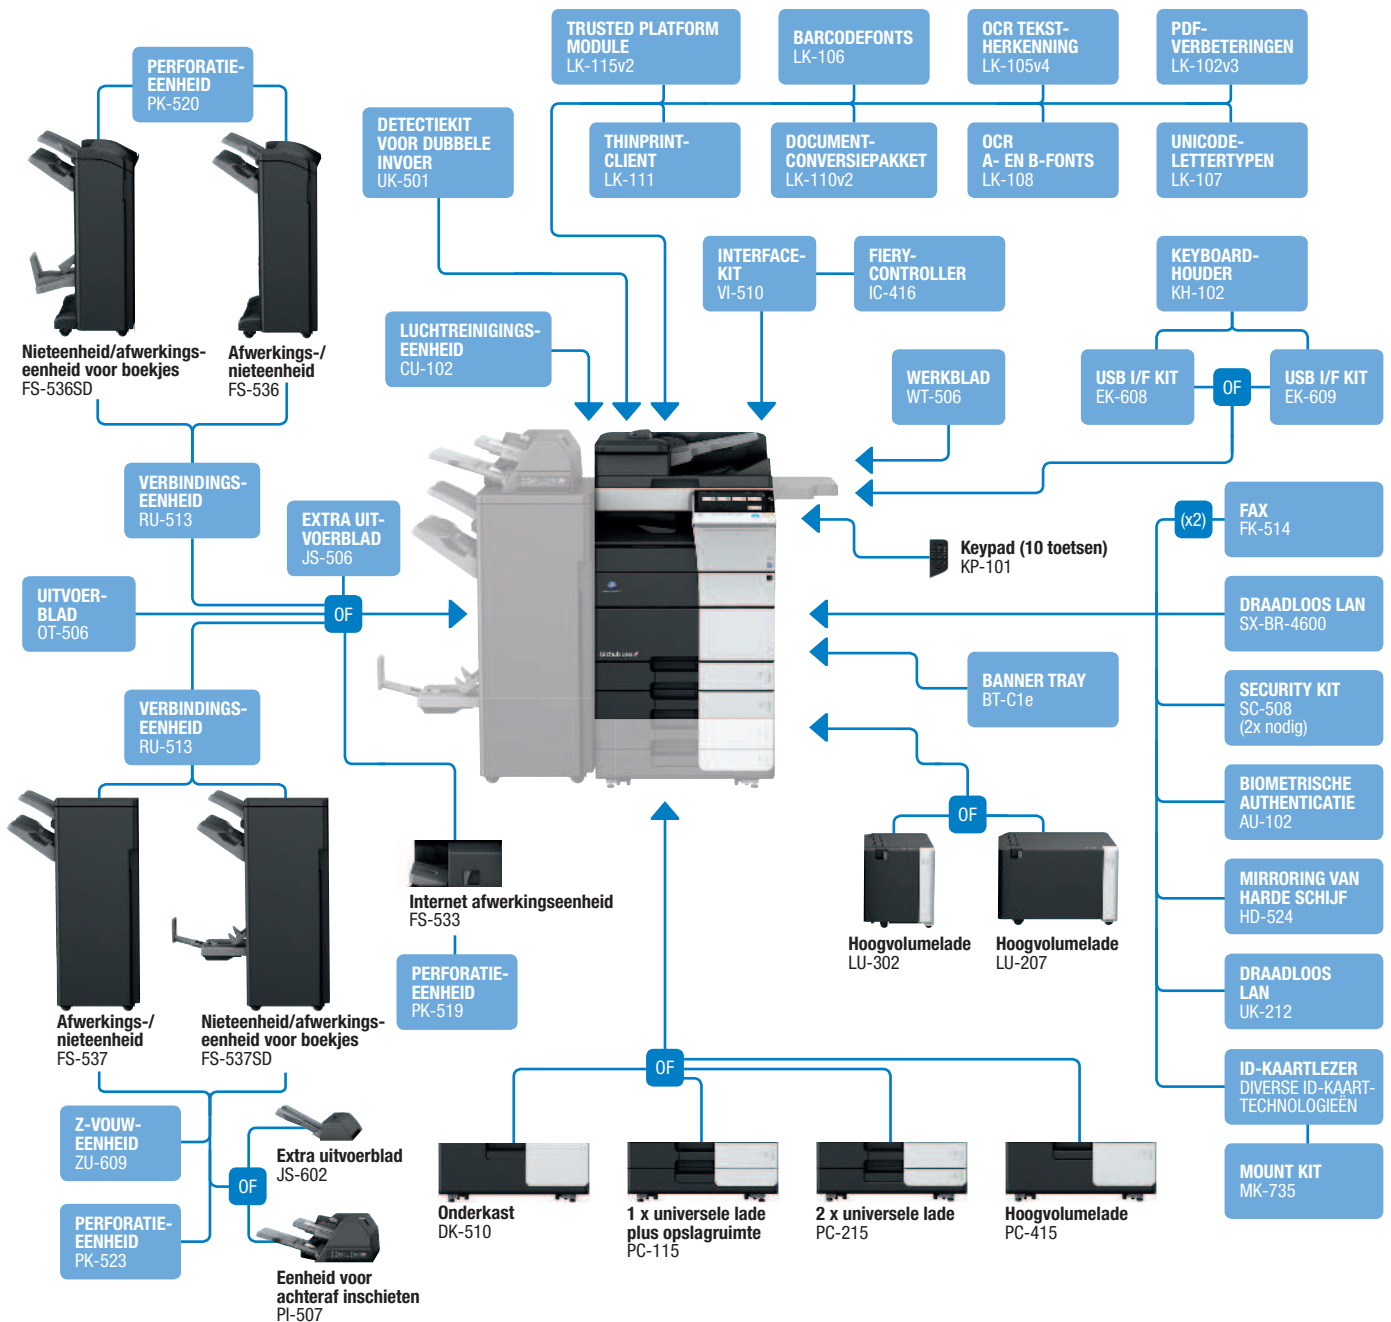 TRUSTED PLATFORM
MODULE
LK-115v2
BARCODEFONTS
LK-106
OCR TEKST-
HERKENNING
LK-105v4
PDF-
VERBETERINGEN
LK-102v3
PERFORATIE-
EENHEID
PK-520
DETECTIEKIT
VOOR DUBBELE
INVOER
UK-501
THINPRINT-
CLIENT
LK-111
DOCUMENT-
CONVERSIEPAKKET
LK-110v2
OCR
A- EN B-FONTS
LK-108
UNICODE-
LETTERTYPEN
LK-107
INTERFACE-
KIT
VI-510
FIERY-
CONTROLLER
IC-416
KEYBOARD-
HOUDER
KH-102
LUCHTREINIGINGS-
EENHEID
CU-102
Nieteenheid/afwerkings-
eenheid voor boekjes
FS-536SD
Afwerkings-/
nieteenheid
FS-536
WERKBLAD
WT-506
USB I/F KIT
EK-608
OF
USB I/F KIT
EK-609
VERBINDINGS-
EENHEID
RU-513
EXTRA UIT-
VOERBLAD
JS-506
(x2)
FAX
FK-514
Keypad (10 toetsen)
KP-101
UITVOER-
BLAD
OT-506
OF
DRAADLOOS LAN
SX-BR-4600
BANNER TRAY
BT-C1e
SECURITY KIT
SC-508
(2x nodig)
VERBINDINGS-
EENHEID
RU-513
BIOMETRISCHE
AUTHENTICATIE
AU-102
OF
MIRRORING VAN
HARDE SCHIJF
HD-524
Internet afwerkingseenheid
FS-533
Hoogvolumelade
LU-302
Hoogvolumelade
LU-207
PERFORATIE-
EENHEID
PK-519
DRAADLOOS
LAN
UK-212
Afwerkings-/
nieteenheid
FS-537
Nieteenheid/afwerkings-
eenheid voor boekjes
FS-537SD
OF
ID-KAARTLEZER
DIVERSE ID-KAART-
TECHNOLOGIEËN
Z-VOUW-
EENHEID
ZU-609
Extra uitvoerblad
JS-602
OF
MOUNT KIT
MK-735
PERFORATIE-
EENHEID
PK-523
Onderkast
DK-510
1 x universele lade
plus opslagruimte
PC-115
2 x universele lade
PC-215
Hoogvolumelade
PC-415
Eenheid voor
achteraf inschieten
PI-507